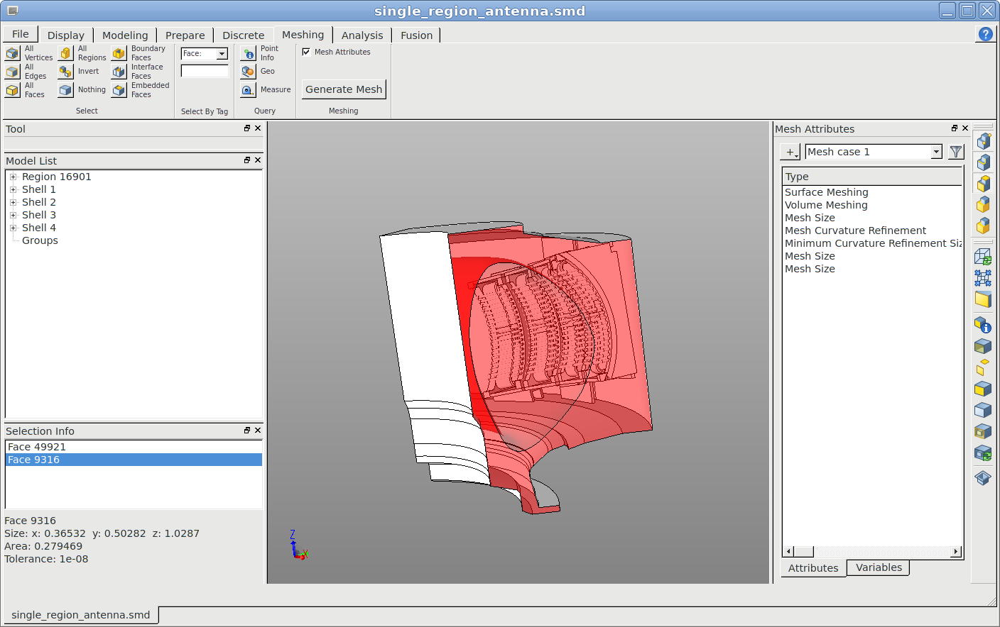 single_region_antenna.smd
File Display Modeling Prepare Discrete Meshing Analysis Fusion
All Vertices
All Regions
Boundary Faces
All Edges
Invert
Interface Faces
All Faces
Nothing
Embedded Faces
Select
Face:
Select By Tag
Point Info
Geo
Measure
Query
Mesh Attributes
Generate Mesh
Meshing
Tool
Model List
Region 16901
Shell 1
Shell 2
Shell 3
Shell 4
Groups
Selection Info
Face 49921
Face 9316
Face 9316
Size: x: 0.36532 y: 0.50282 z: 1.0287
Area: 0.279469
Tolerance: 1e-08
Z
X
Mesh Attributes
Mesh case 1
Type
Surface Meshing
Volume Meshing
Mesh Size
Mesh Curvature Refinement
Minimum Curvature Refinement Siz
Mesh Size
Mesh Size
Attributes Variables
single_region_antenna.smd